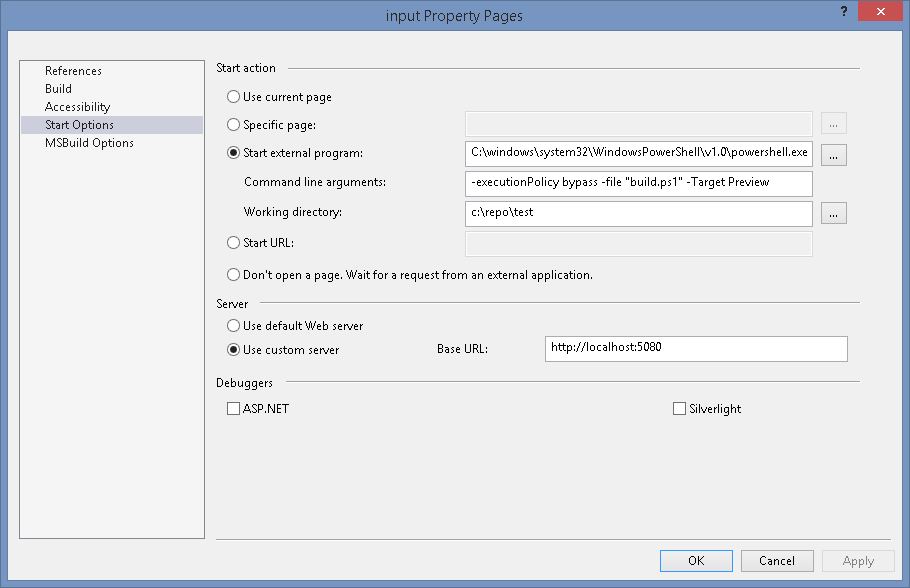 input Property Pages
?
References
Build
Accessibility
Start Options
MSBuild Options
Start action
Use current page
Specific page:
...
Start external program:
C:\windows\system32\WindowsPowerShell\v1.0\powershell.exe
...
Command line arguments:
-executionPolicy bypass -file "build.ps1" -Target Preview
Working directory:
c:\repo\test
...
Start URL:
Don't open a page. Wait for a request from an external application.
Server
Use default Web server
Use custom server
Base URL:
http://localhost:5080
Debuggers
ASP.NET
Silverlight
OK
Cancel
Apply